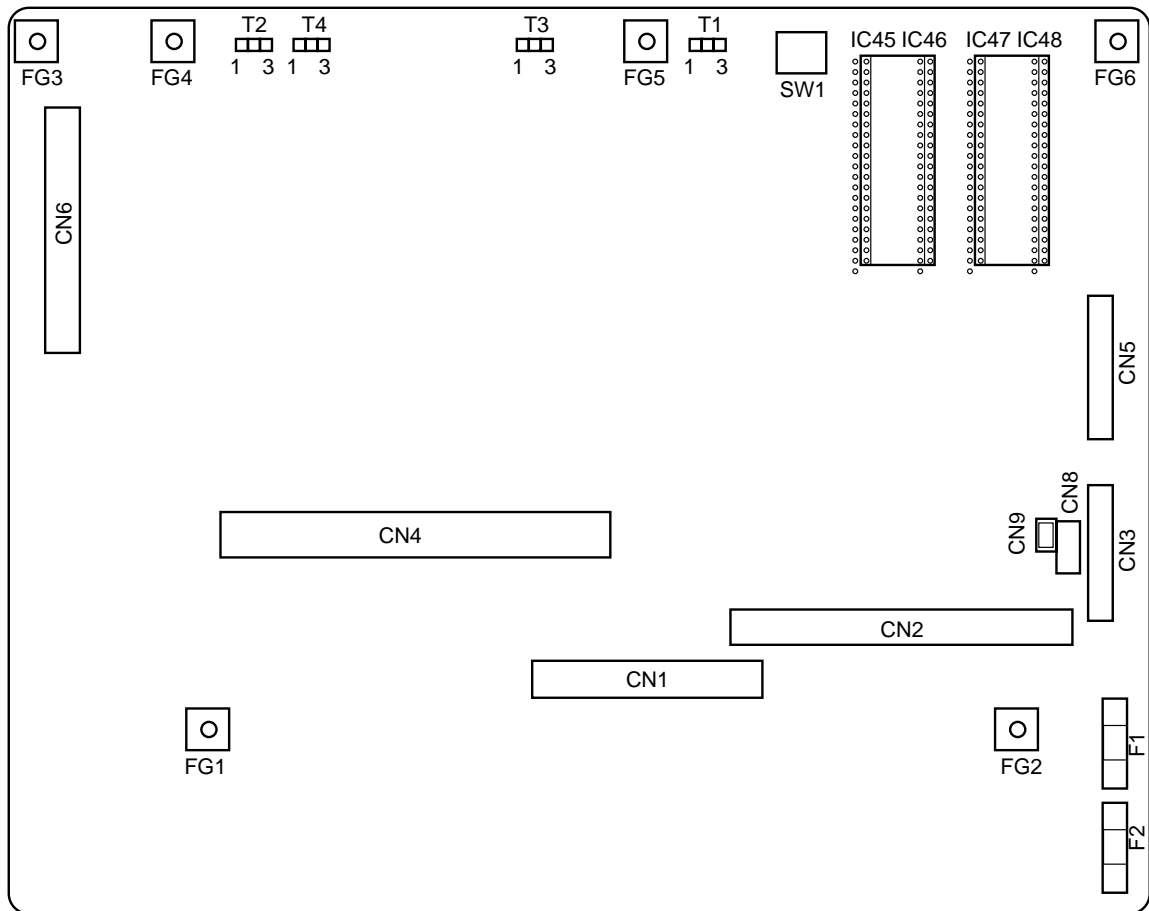 T2 T4 T3 T1
IC45 IC46 IC47 IC48
1 3 1 3 1 3 1 3
FG3 FG4 FG5 SW1 FG6
CN6
CN5
CN8
CN9
CN4
CN3
CN2
CN1
F1
FG1 FG2
F2